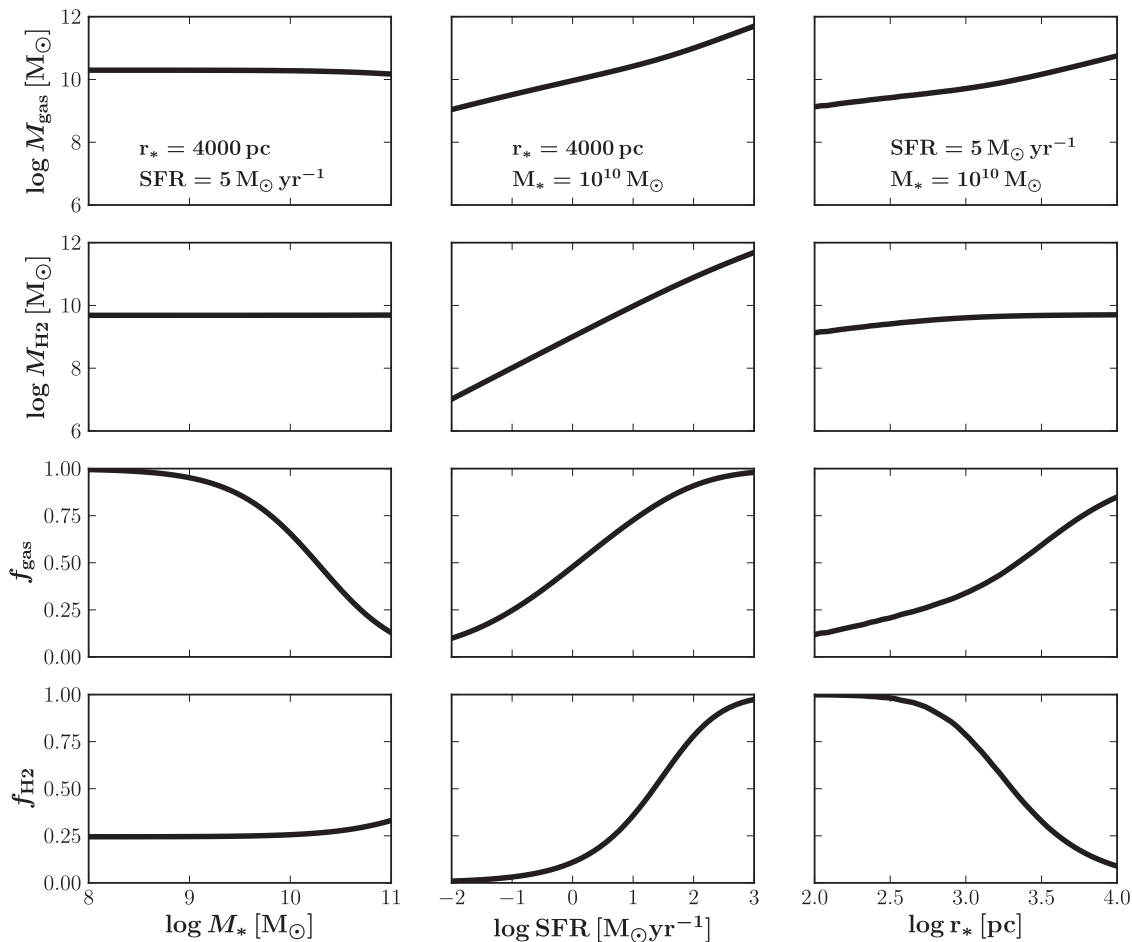 12
10
8
6
log M_gas [M_⊙]
r_* = 4000 pc
SFR = 5 M_⊙ yr^−1
r_* = 4000 pc
M_* = 10^10 M_⊙
SFR = 5 M_⊙ yr^−1
M_* = 10^10 M_⊙
12
10
8
6
log M_H2 [M_⊙]
1.00
0.75
0.50
0.25
0.00
f_gas
1.00
0.75
0.50
0.25
0.00
f_H2
8 9 10 11
log M_* [M_⊙]
−2 −1 0 1 2 3
log SFR [M_⊙yr^−1]
2.0 2.5 3.0 3.5 4.0
log r_* [pc]